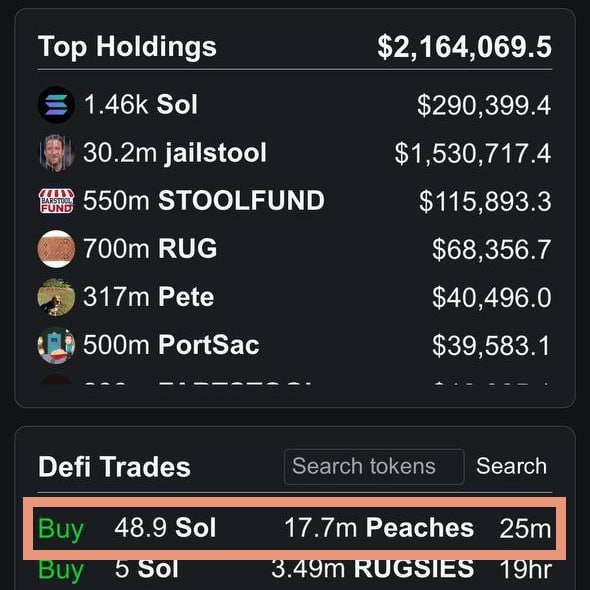 Top Holdings $2,164,069.5
1.46k Sol $290,399.4
30.2m jailstool $1,530,717.4
BARSTOOL
FUND
550m STOOLFUND $115,893.3
700m RUG $68,356.7
317m Pete $40,496.0
500m PortSac $39,583.1
Defi Trades Search tokens Search
Buy 48.9 Sol 17.7m Peaches 25m
Buy 5 Sol 3.49m RUGSIES 19hr